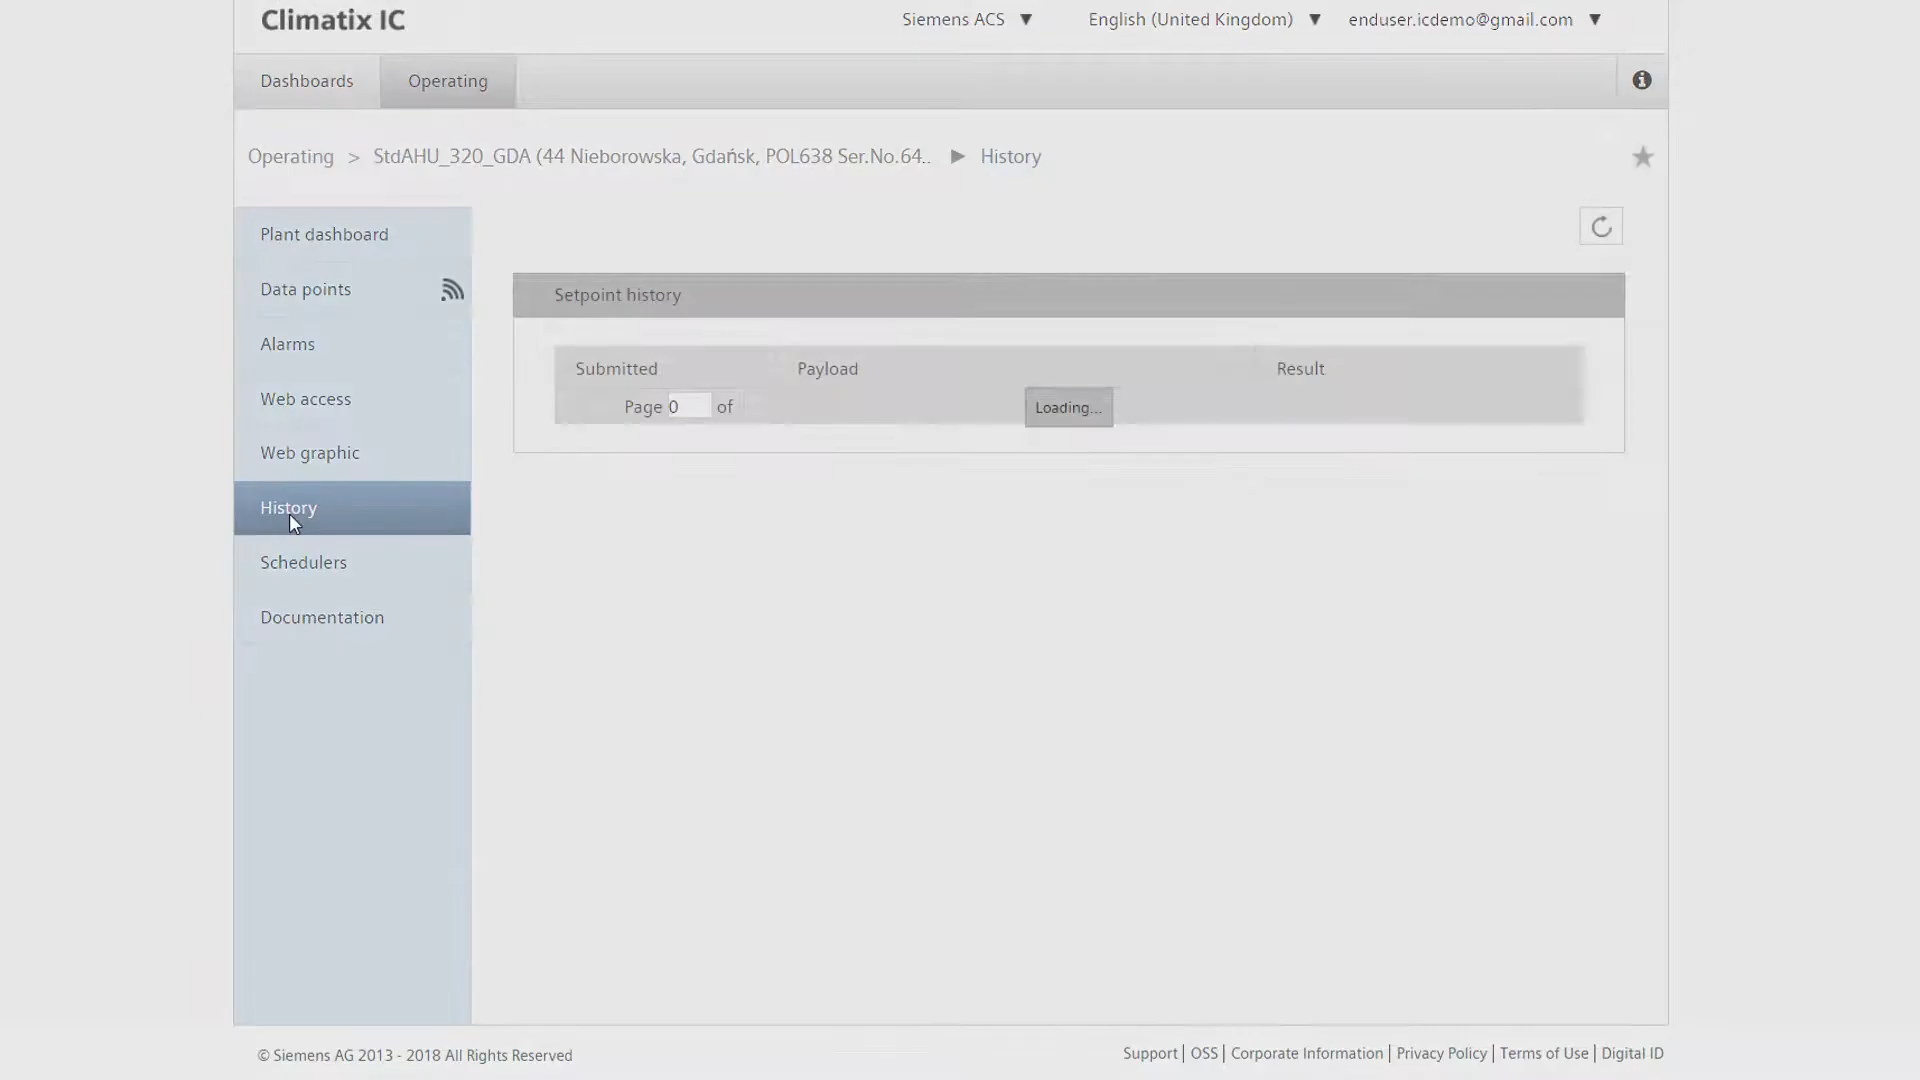 Climatix IC
Siemens ACS ▼ English (United Kingdom) ▼ enduser.icdemo@gmail.com ▼
Dashboards Operating
Operating > StdAHU_320_GDA (44 Nieborowska, Gdańsk, POL638 Ser.No.64.. ► History
Plant dashboard
Data points
Alarms
Web access
Web graphic
History
Schedulers
Documentation
Setpoint history
Submitted Payload Result
Page 0 of
Loading...
© Siemens AG 2013 - 2018 All Rights Reserved
Support | OSS | Corporate Information | Privacy Policy | Terms of Use | Digital ID